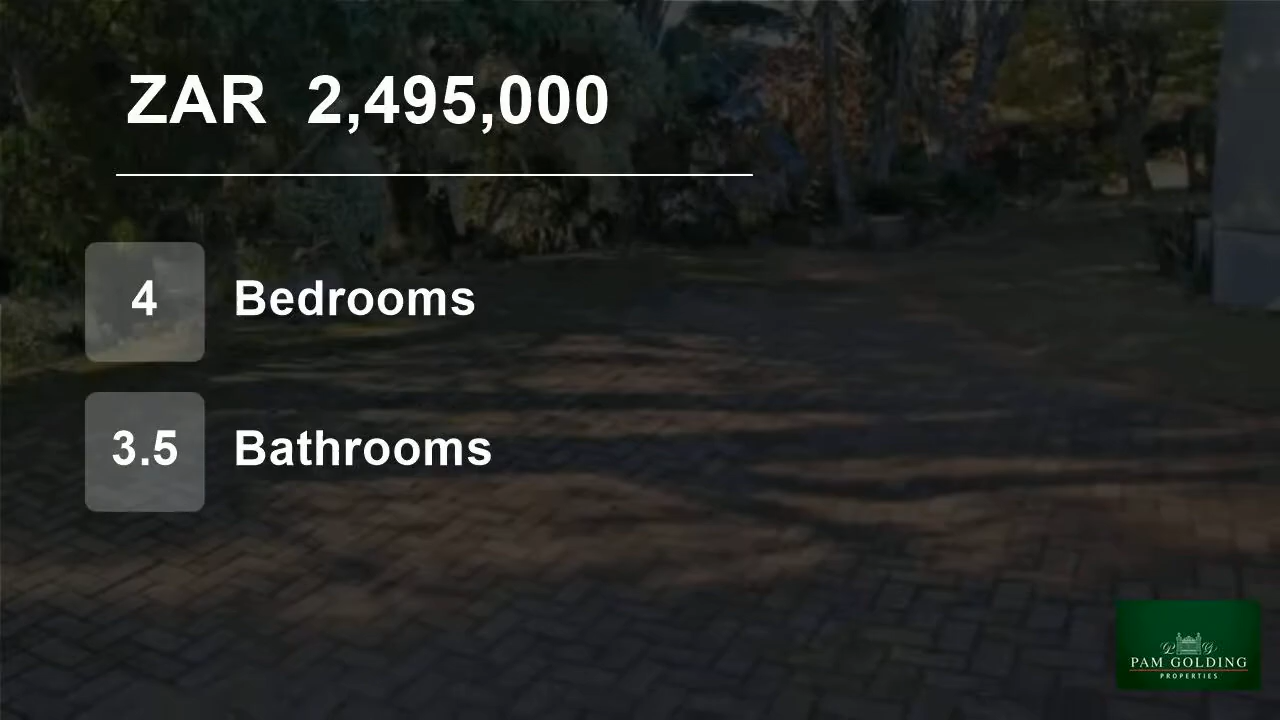 ZAR 2,495,000
4 Bedrooms
3.5 Bathrooms
PAM GOLDING
PROPERTIES